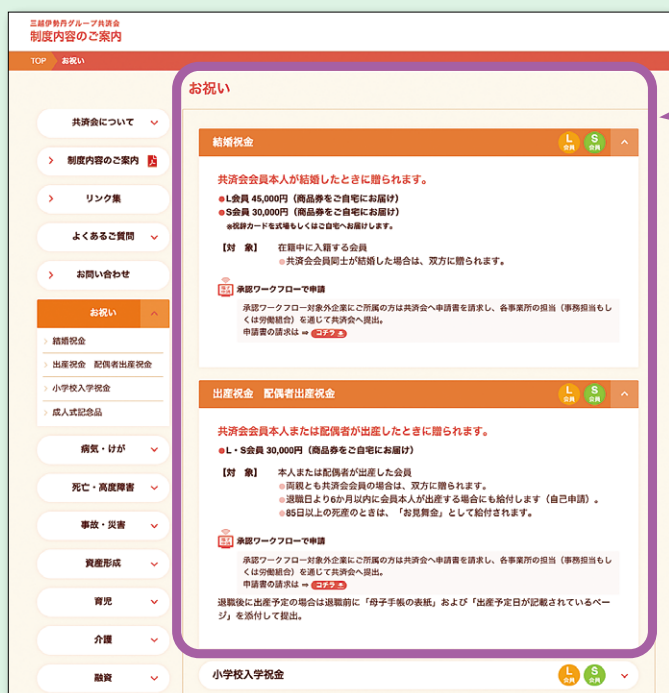 三越伊勢丹グループ共済会
制度内容のご案内
TOP お祝い
お祝い
共済会について
制度内容のご案内
リンク集
よくあるご質問
お問い合わせ
お祝い
結婚祝金
出産祝金 配偶者出産祝金
小学校入学祝金
成人式記念品
病気・けが
死亡・高度障害
事故・災害
資産形成
育児
介護
融資
結婚祝金
L会員 S会員
共済会会員本人が結婚したときに贈られます。
●L会員 45,000円（商品券をご自宅にお届け）
●S会員 30,000円（商品券をご自宅にお届け）
※祝辞カードを式場もしくはご自宅へお届けします。
【対　象】 在籍中に入籍する会員
●共済会会員同士が結婚した場合は、双方に贈られます。
承認ワークフローで申請
承認ワークフロー対象外企業にご所属の方は共済会へ申請書を請求し、各事業所の担当（事務担当もし
くは労働組合）を通じて共済会へ提出。
申請書の請求は ⇒ コチラ
出産祝金 配偶者出産祝金
L会員 S会員
共済会会員本人または配偶者が出産したときに贈られます。
●L・S会員 30,000円（商品券をご自宅にお届け）
【対　象】 本人または配偶者が出産した会員
●両親とも共済会会員の場合は、双方に贈られます。
●退職日より6か月以内に会員本人が出産する場合にも給付します（自己申請）。
●85日以上の死産のときは、「お見舞金」として給付されます。
承認ワークフローで申請
承認ワークフロー対象外企業にご所属の方は共済会へ申請書を請求し、各事業所の担当（事務担当もし
くは労働組合）を通じて共済会へ提出。
申請書の請求は ⇒ コチラ
退職後に出産予定の場合は退職前に「母子手帳の表紙」および「出産予定日が記載されているペー
ジ」を添付して提出。
小学校入学祝金
L会員 S会員